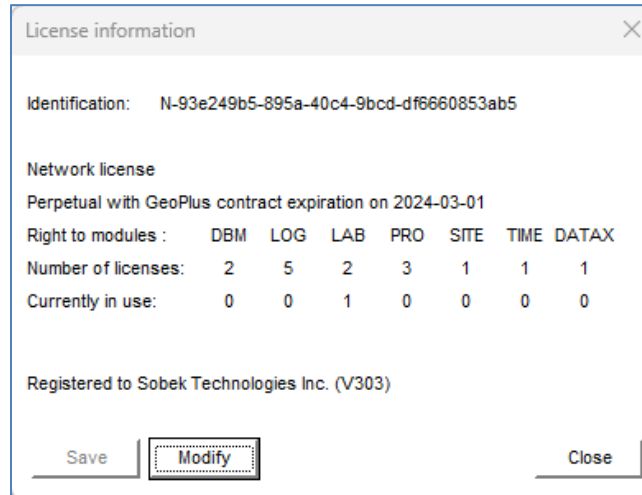 License information
Identification: N-93e249b5-895a-40c4-9bcd-df6660853ab5
Network license
Perpetual with GeoPlus contract expiration on 2024-03-01
Right to modules : DBM LOG LAB PRO SITE TIME DATAX
Number of licenses: 2 5 2 3 1 1 1
Currently in use: 0 0 1 0 0 0 0
Registered to Sobek Technologies Inc. (V303)
Save Modify Close